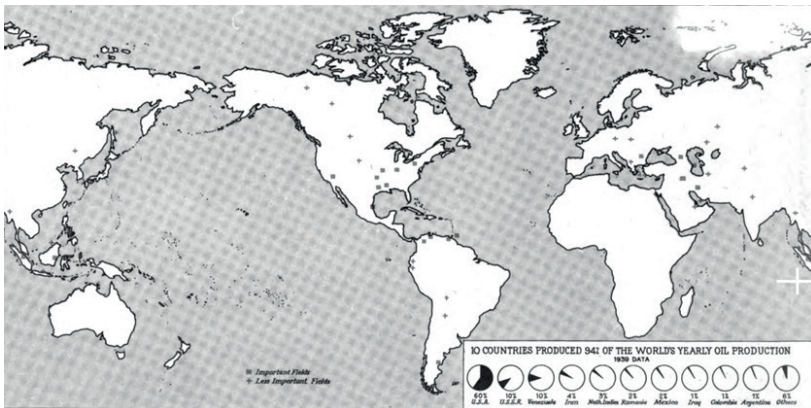 10 COUNTRIES PRODUCED 94% OF THE WORLD'S YEARLY OIL PRODUCTION
1939 DATA
60% 10% 10% 4% 3% 2% 2% 1% 1% 1% 6%
U.S.A. U.S.S.R. Venezuela Iran Neth.Indies Romania Mexico Iraq Colombia Argentina Others
Important Fields
Less Important Fields